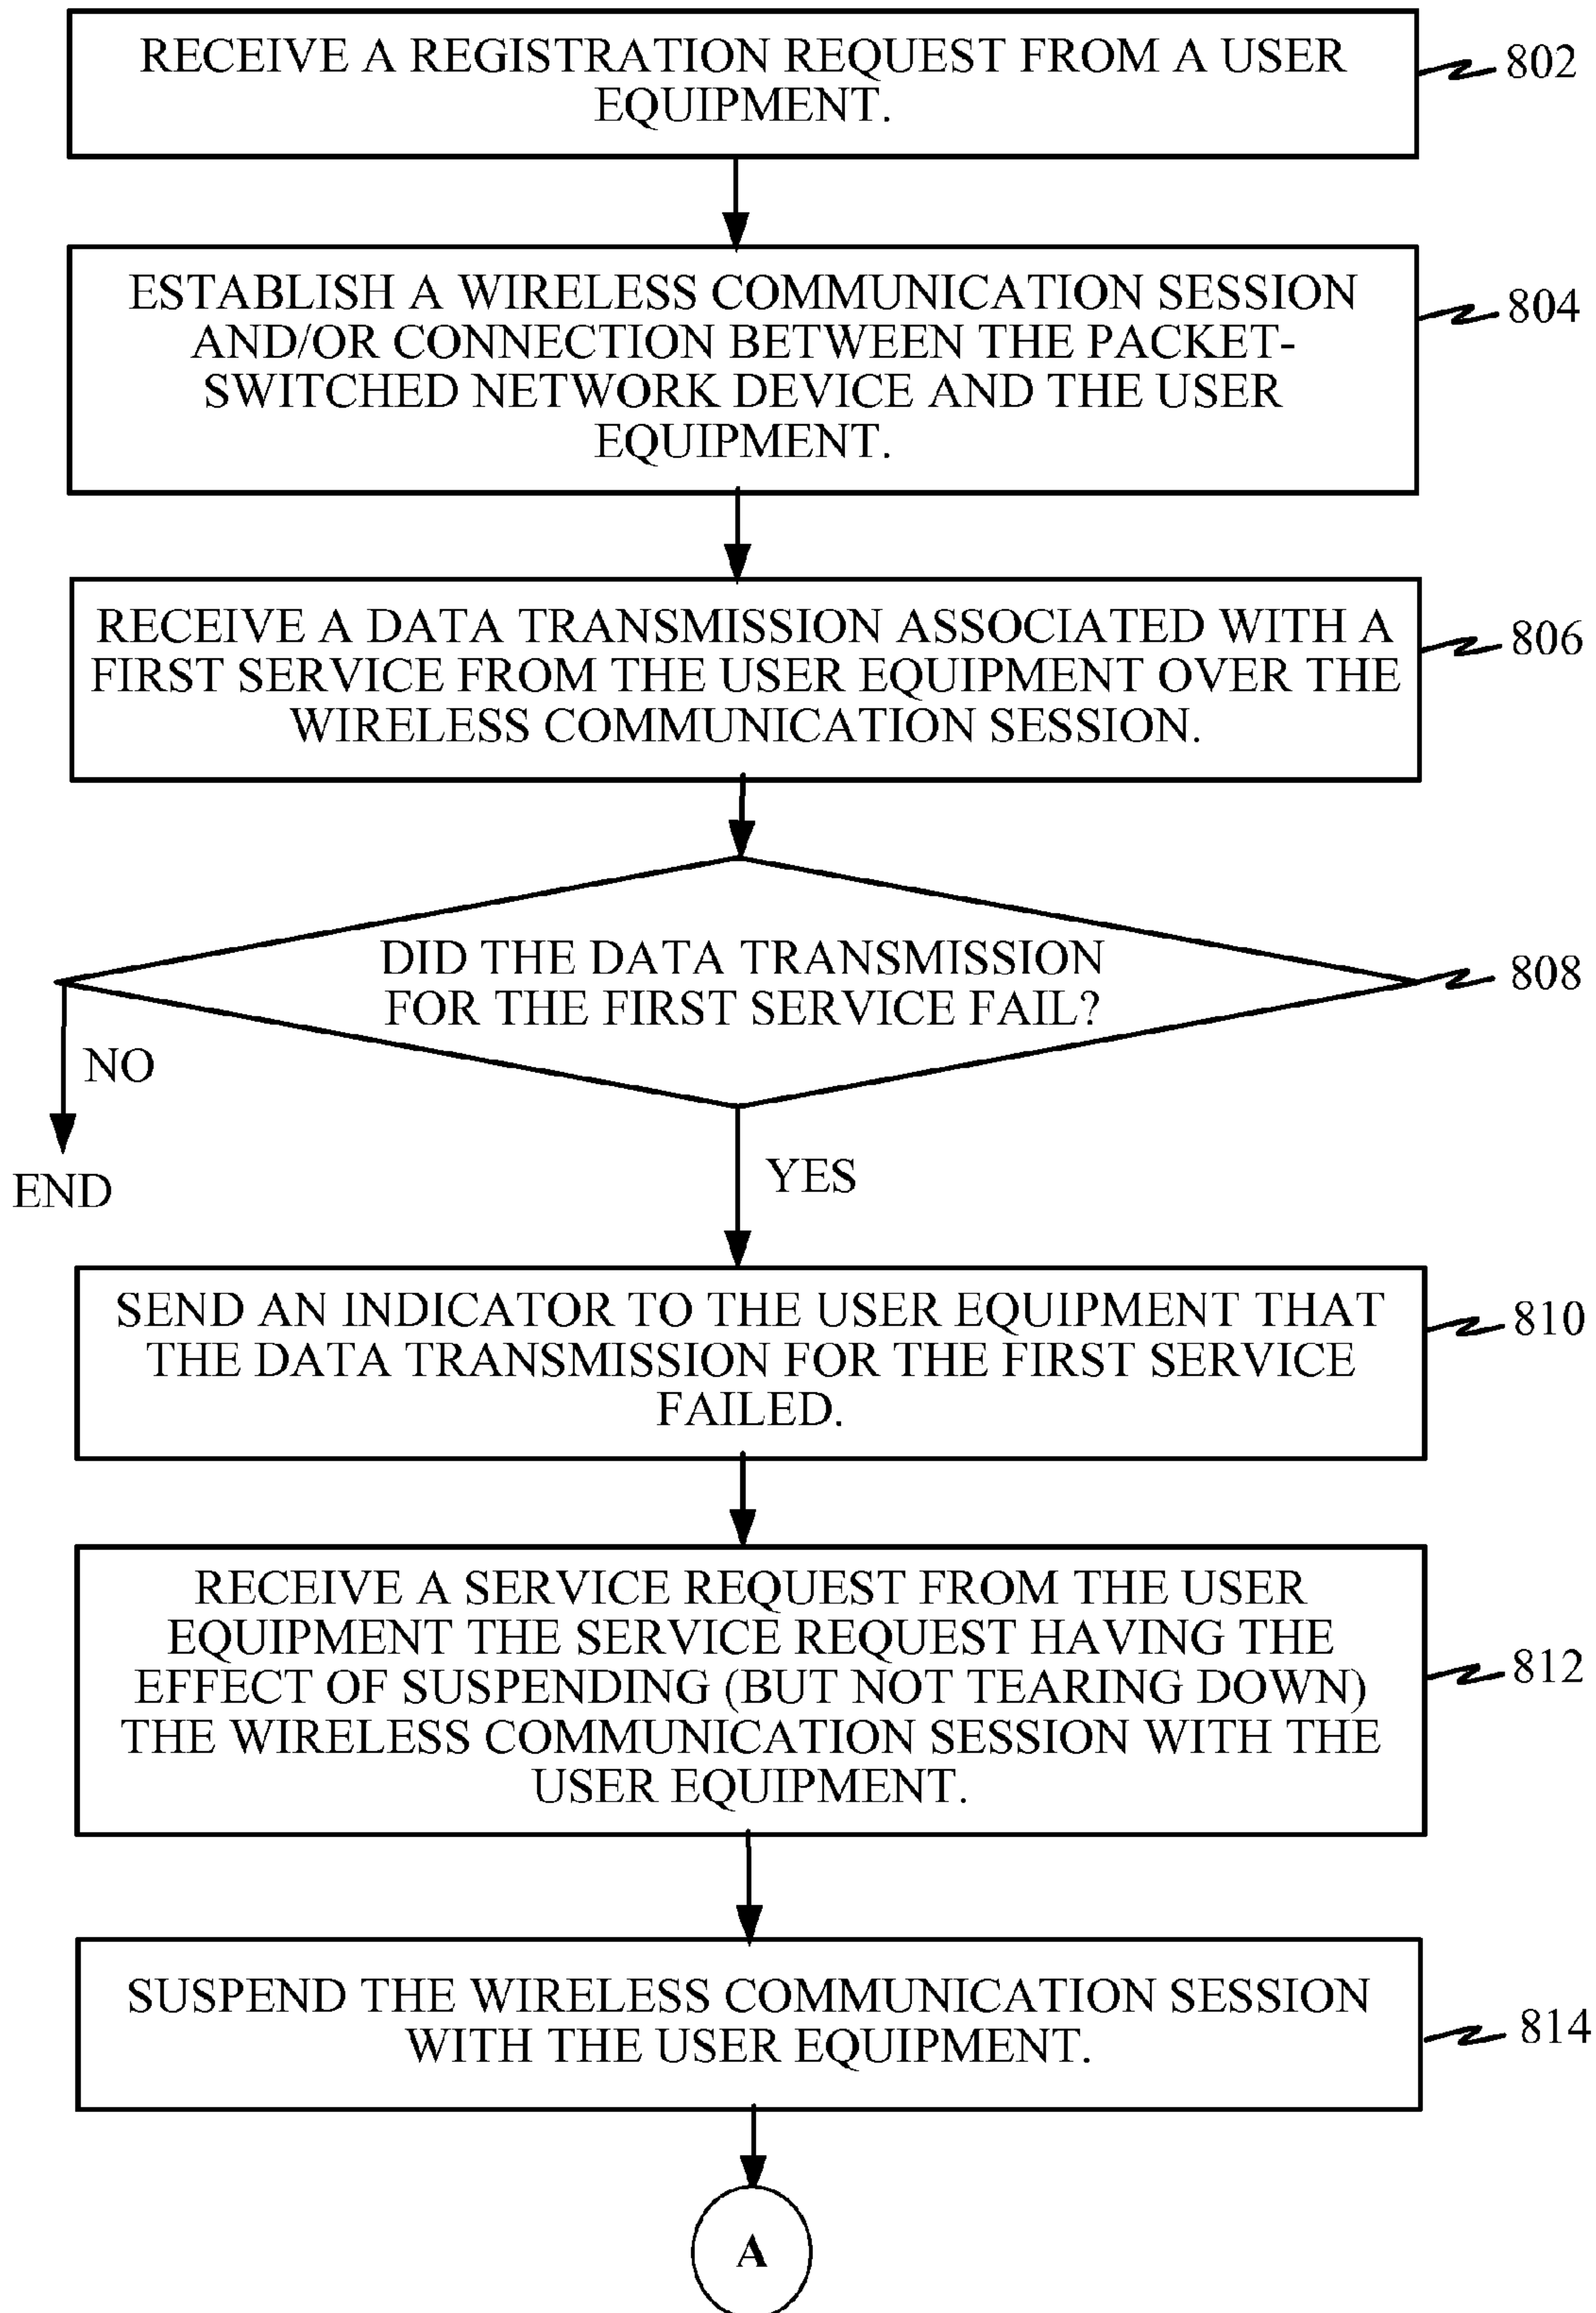 RECEIVE A REGISTRATION REQUEST FROM A USER
EQUIPMENT.
802
ESTABLISH A WIRELESS COMMUNICATION SESSION
AND/OR CONNECTION BETWEEN THE PACKET-
SWITCHED NETWORK DEVICE AND THE USER
EQUIPMENT.
804
RECEIVE A DATA TRANSMISSION ASSOCIATED WITH A
FIRST SERVICE FROM THE USER EQUIPMENT OVER THE
WIRELESS COMMUNICATION SESSION.
806
DID THE DATA TRANSMISSION
FOR THE FIRST SERVICE FAIL?
808
NO
END
YES
SEND AN INDICATOR TO THE USER EQUIPMENT THAT
THE DATA TRANSMISSION FOR THE FIRST SERVICE
FAILED.
810
RECEIVE A SERVICE REQUEST FROM THE USER
EQUIPMENT THE SERVICE REQUEST HAVING THE
EFFECT OF SUSPENDING (BUT NOT TEARING DOWN)
THE WIRELESS COMMUNICATION SESSION WITH THE
USER EQUIPMENT.
812
SUSPEND THE WIRELESS COMMUNICATION SESSION
WITH THE USER EQUIPMENT.
814
A